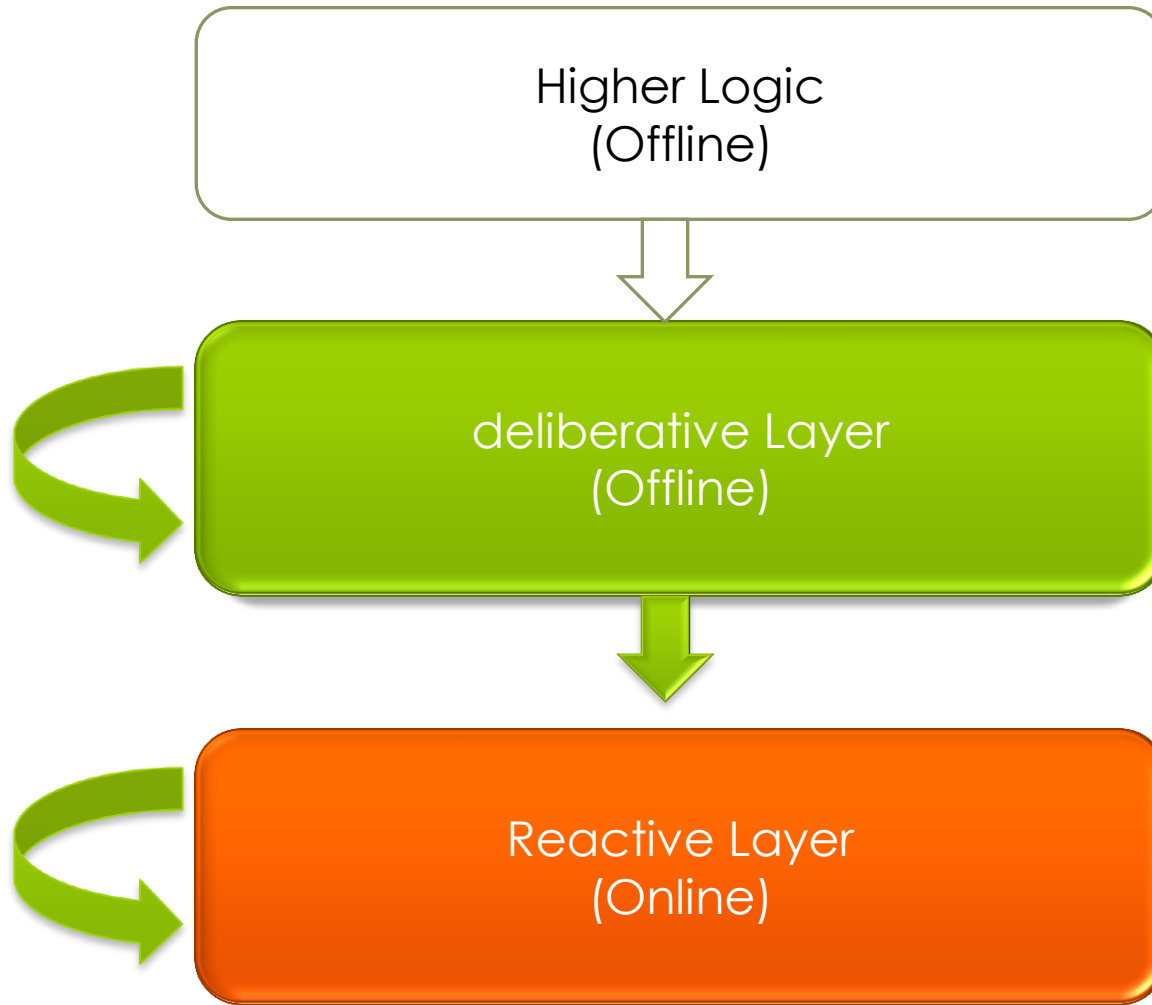 Higher Logic
(Offline)
deliberative Layer
(Offline)
Reactive Layer
(Online)